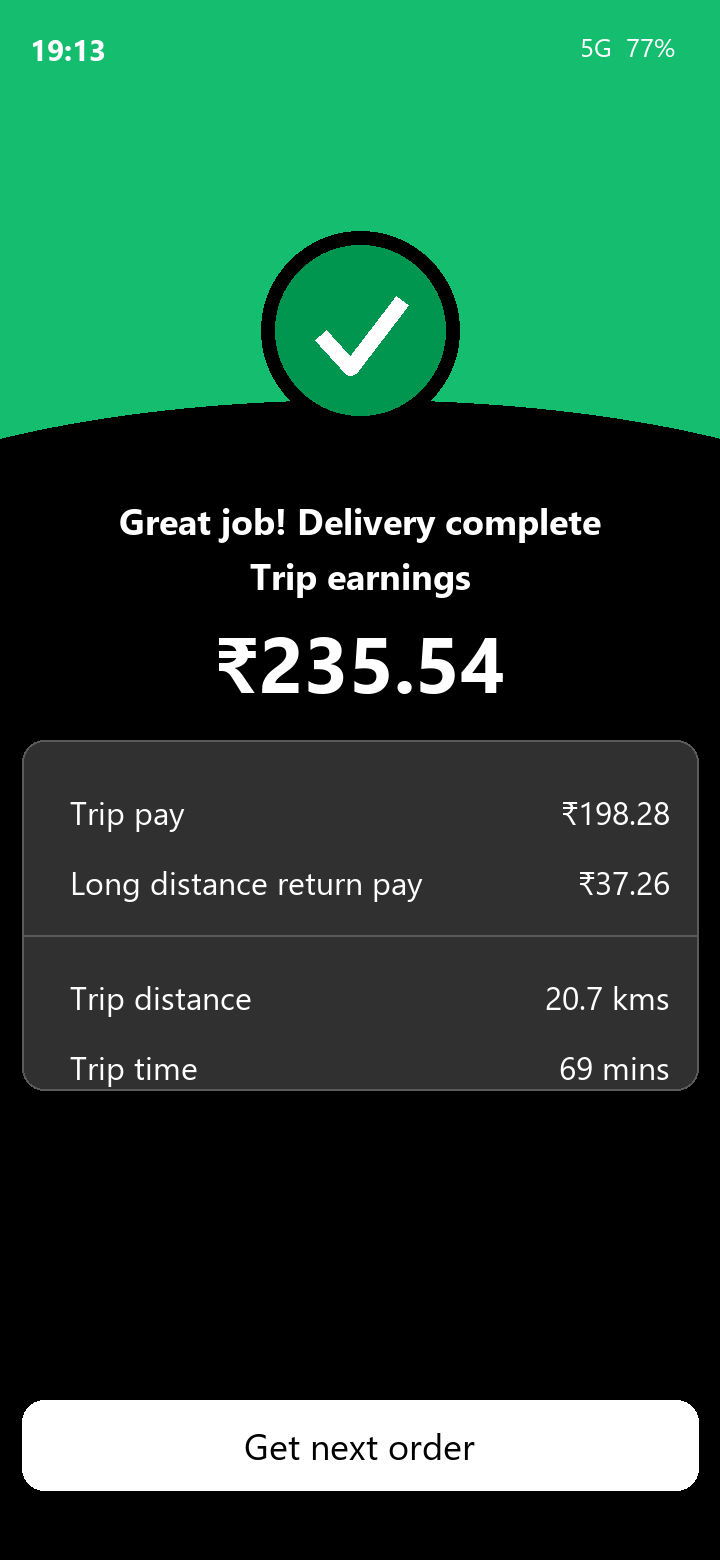 19:13 5G 77%
Great job! Delivery complete
Trip earnings
₹235.54
Trip pay ₹198.28
Long distance return pay ₹37.26
Trip distance 20.7 kms
Trip time 69 mins
Get next order